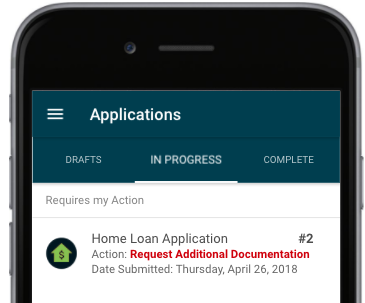 Applications
DRAFTS IN PROGRESS COMPLETE
Requires my Action
Home Loan Application #2
$
Action: Request Additional Documentation
Date Submitted: Thursday, April 26, 2018